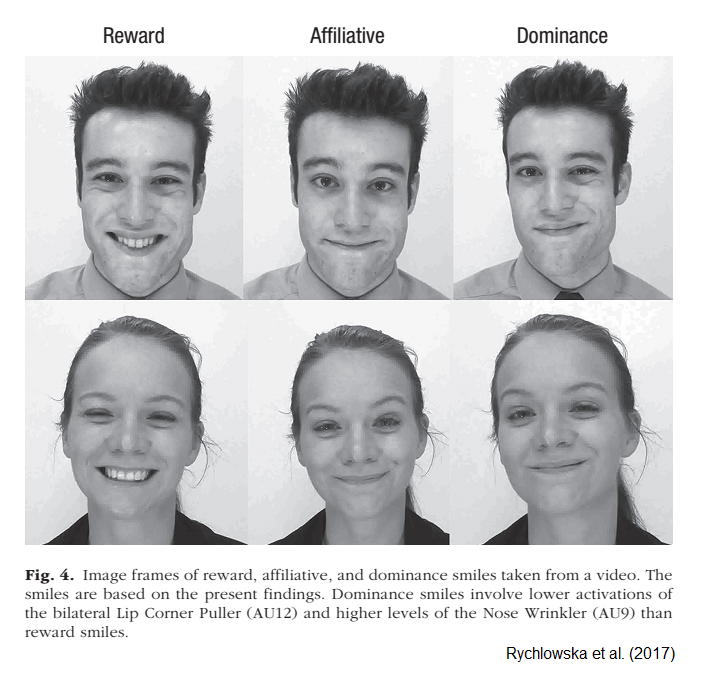 Reward Affiliative Dominance
Fig. 4. Image frames of reward, affiliative, and dominance smiles taken from a video. The
smiles are based on the present findings. Dominance smiles involve lower activations of
the bilateral Lip Corner Puller (AU12) and higher levels of the Nose Wrinkler (AU9) than
reward smiles.
Rychlowska et al. (2017)